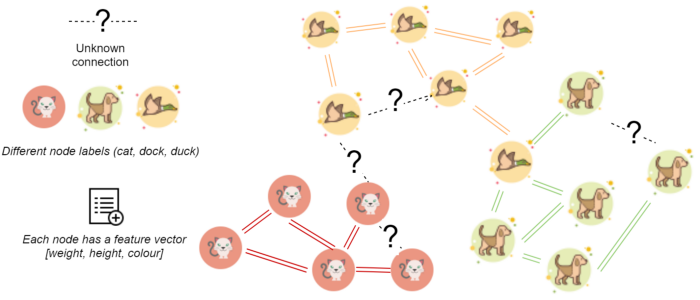 ?
Unknown
connection
Different node labels (cat, dock, duck)
Each node has a feature vector
[weight, height, colour]
?
?
?
?